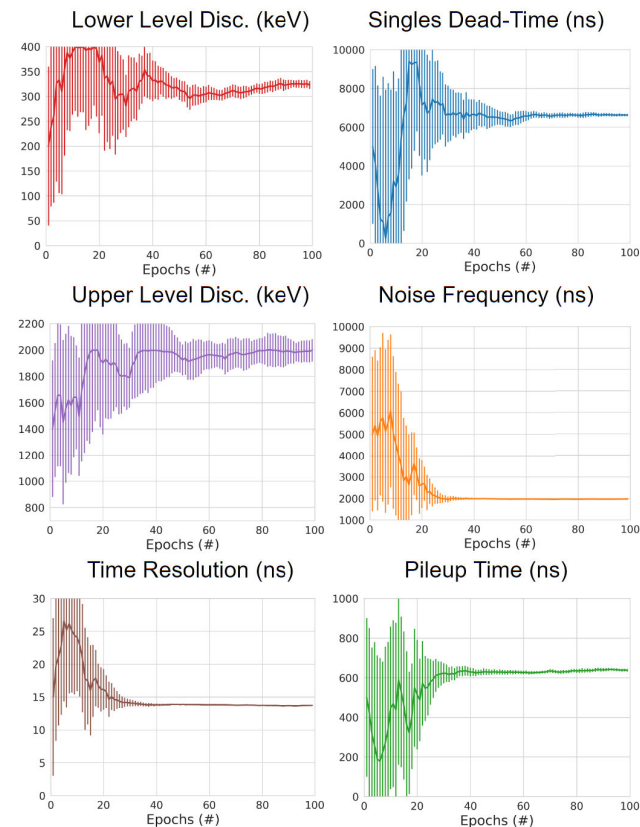 Lower Level Disc. (keV)
400
350
300
250
200
150
100
50
0
0 20 40 60 80 100
Epochs (#)
Singles Dead-Time (ns)
10000
8000
6000
4000
2000
0
0 20 40 60 80 100
Epochs (#)
Upper Level Disc. (keV)
2200
2000
1800
1600
1400
1200
1000
800
0 20 40 60 80 100
Epochs (#)
Noise Frequency (ns)
10000
9000
8000
7000
6000
5000
4000
3000
2000
1000
0 20 40 60 80 100
Epochs (#)
Time Resolution (ns)
30
25
20
15
10
5
0
0 20 40 60 80 100
Epochs (#)
Pileup Time (ns)
1000
800
600
400
200
0
0 20 40 60 80 100
Epochs (#)